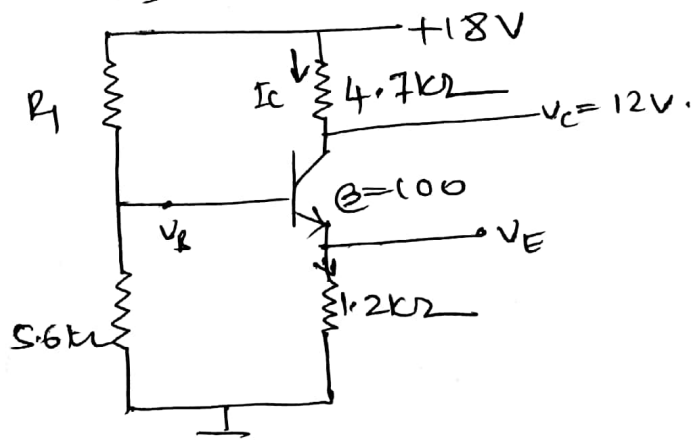 +18V
R1
Ic
4.7kΩ
Vc = 12V.
β=100
VB
VE
5.6kΩ
1.2kΩ